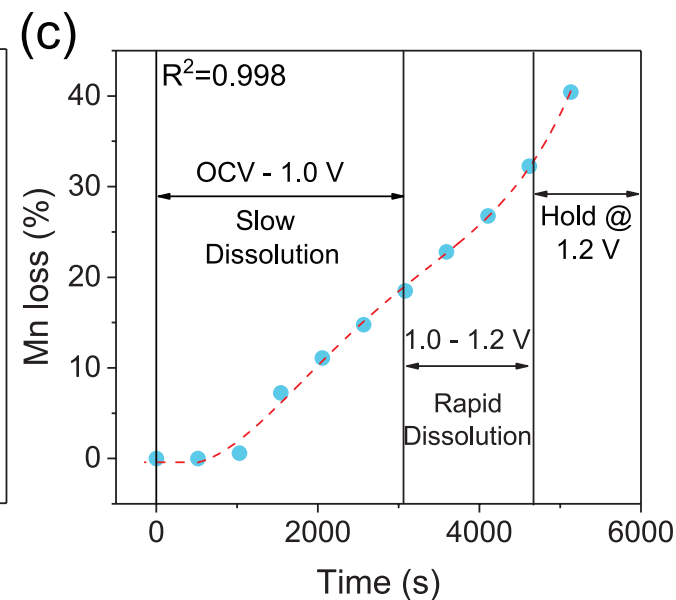 (c)
R²=0.998
40
30
20
10
0
Mn loss (%)
OCV - 1.0 V
Slow
Dissolution
Hold @
1.2 V
1.0 - 1.2 V
Rapid
Dissolution
0
2000
4000
6000
Time (s)